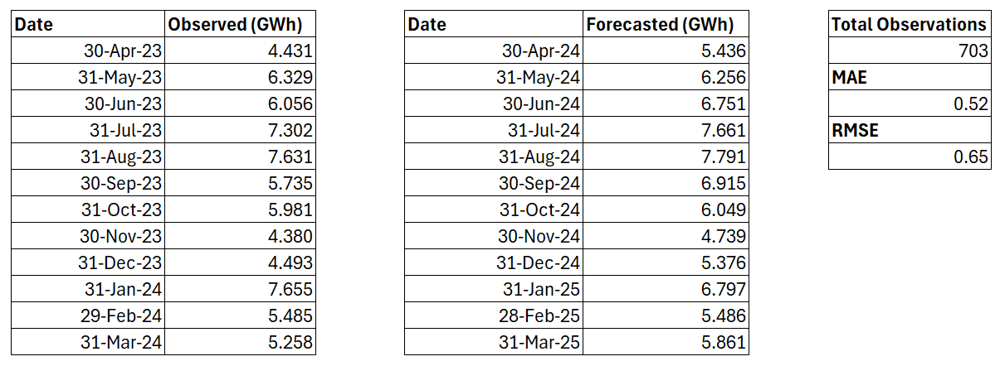 Date Observed (GWh) Date Forecasted (GWh) Total Observations
30-Apr-23 4.431 30-Apr-24 5.436 703
31-May-23 6.329 31-May-24 6.256 MAE
30-Jun-23 6.056 30-Jun-24 6.751 0.52
31-Jul-23 7.302 31-Jul-24 7.661 RMSE
31-Aug-23 7.631 31-Aug-24 7.791 0.65
30-Sep-23 5.735 30-Sep-24 6.915
31-Oct-23 5.981 31-Oct-24 6.049
30-Nov-23 4.380 30-Nov-24 4.739
31-Dec-23 4.493 31-Dec-24 5.376
31-Jan-24 7.655 31-Jan-25 6.797
29-Feb-24 5.485 28-Feb-25 5.486
31-Mar-24 5.258 31-Mar-25 5.861